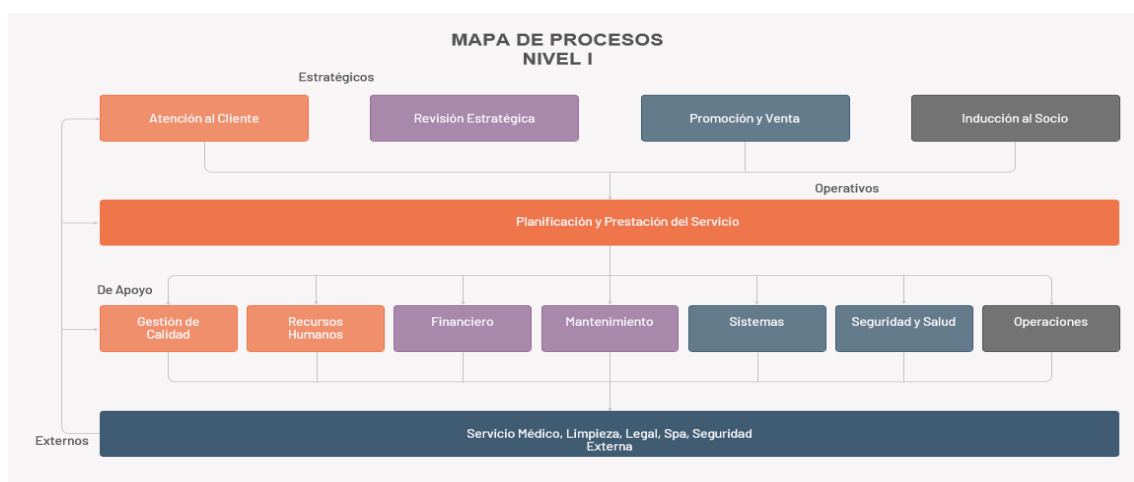 MAPA DE PROCESOS
NIVEL I
Estratégicos
Atención al Cliente
Revisión Estratégica
Promoción y Venta
Inducción al Socio
Operativos
Planificación y Prestación del Servicio
De Apoyo
Gestión de
Calidad
Recursos
Humanos
Financiero
Mantenimiento
Sistemas
Seguridad y Salud
Operaciones
Externos
Servicio Médico, Limpieza, Legal, Spa, Seguridad
Externa